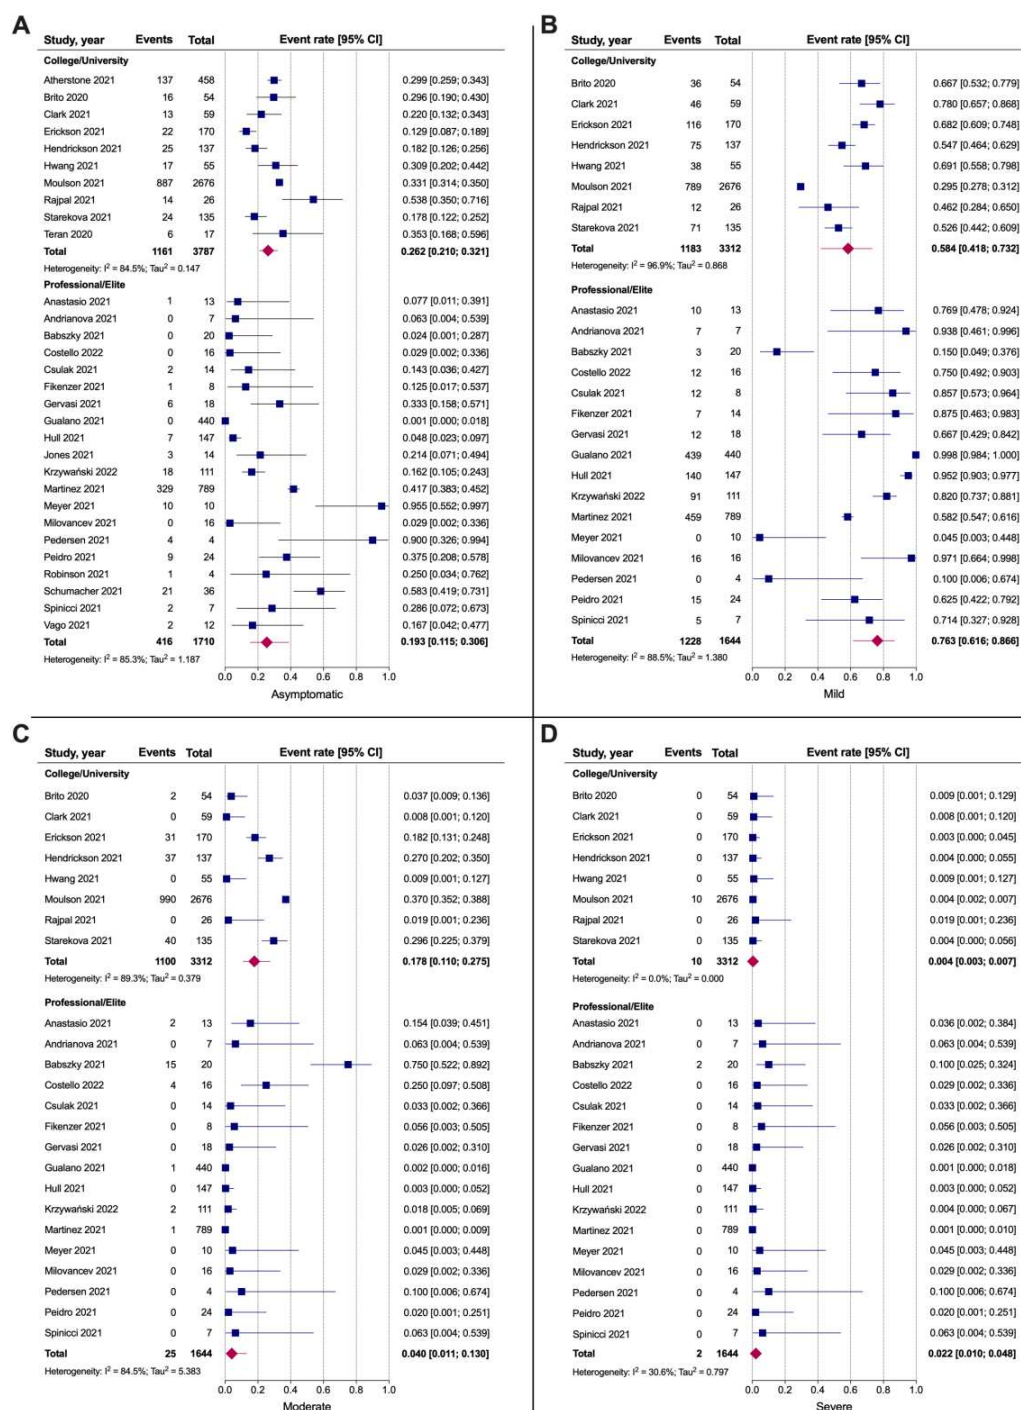 A
Study, year Events Total Event rate [95% CI]
College/University
Atherstone 2021 137 458 0.299 [0.259; 0.343]
Brito 2020 16 54 0.296 [0.190; 0.430]
Clark 2021 13 59 0.220 [0.132; 0.343]
Erickson 2021 22 170 0.129 [0.087; 0.189]
Hendrickson 2021 25 137 0.182 [0.126; 0.256]
Hwang 2021 17 55 0.309 [0.202; 0.442]
Moulson 2021 887 2676 0.331 [0.314; 0.350]
Rajpal 2021 14 26 0.538 [0.350; 0.716]
Starekova 2021 24 135 0.178 [0.122; 0.252]
Teran 2020 6 17 0.353 [0.168; 0.596]
Total 1161 3787 0.262 [0.210; 0.321]
Heterogeneity: I² = 84.5%; Tau² = 0.147
Professional/Elite
Anastasio 2021 1 13 0.077 [0.011; 0.391]
Andrianova 2021 0 7 0.063 [0.004; 0.539]
Babszky 2021 0 20 0.024 [0.001; 0.287]
Costello 2022 0 16 0.029 [0.002; 0.336]
Csulak 2021 2 14 0.143 [0.036; 0.427]
Fikenzer 2021 1 8 0.125 [0.017; 0.537]
Gervasi 2021 6 18 0.333 [0.158; 0.571]
Gualano 2021 0 440 0.001 [0.000; 0.018]
Hull 2021 7 147 0.048 [0.023; 0.097]
Jones 2021 3 14 0.214 [0.071; 0.494]
Krzywański 2022 18 111 0.162 [0.105; 0.243]
Martinez 2021 329 789 0.417 [0.383; 0.452]
Meyer 2021 10 10 0.955 [0.552; 0.997]
Milovancev 2021 0 16 0.029 [0.002; 0.336]
Pedersen 2021 4 4 0.900 [0.326; 0.994]
Peidro 2021 9 24 0.375 [0.208; 0.578]
Robinson 2021 1 4 0.250 [0.034; 0.762]
Schumacher 2021 21 36 0.583 [0.419; 0.731]
Spinicci 2021 2 7 0.286 [0.072; 0.673]
Vago 2021 2 12 0.167 [0.042; 0.477]
Total 416 1710 0.193 [0.115; 0.306]
Heterogeneity: I² = 85.3%; Tau² = 1.187
0.0 0.2 0.4 0.6 0.8 1.0
Asymptomatic
B
Study, year Events Total Event rate [95% CI]
College/University
Brito 2020 36 54 0.667 [0.532; 0.779]
Clark 2021 46 59 0.780 [0.657; 0.868]
Erickson 2021 116 170 0.682 [0.609; 0.748]
Hendrickson 2021 75 137 0.547 [0.464; 0.629]
Hwang 2021 38 55 0.691 [0.558; 0.798]
Moulson 2021 789 2676 0.295 [0.278; 0.312]
Rajpal 2021 12 26 0.462 [0.284; 0.650]
Starekova 2021 71 135 0.526 [0.442; 0.609]
Total 1183 3312 0.584 [0.418; 0.732]
Heterogeneity: I² = 96.9%; Tau² = 0.868
Professional/Elite
Anastasio 2021 10 13 0.769 [0.478; 0.924]
Andrianova 2021 7 7 0.938 [0.461; 0.996]
Babszky 2021 3 20 0.150 [0.049; 0.376]
Costello 2022 12 16 0.750 [0.492; 0.903]
Csulak 2021 12 8 0.857 [0.573; 0.964]
Fikenzer 2021 7 14 0.875 [0.463; 0.983]
Gervasi 2021 12 18 0.667 [0.429; 0.842]
Gualano 2021 439 440 0.998 [0.984; 1.000]
Hull 2021 140 147 0.952 [0.903; 0.977]
Krzywański 2022 91 111 0.820 [0.737; 0.881]
Martinez 2021 459 789 0.582 [0.547; 0.616]
Meyer 2021 0 10 0.045 [0.003; 0.448]
Milovancev 2021 16 16 0.971 [0.664; 0.998]
Pedersen 2021 0 4 0.100 [0.006; 0.674]
Peidro 2021 15 24 0.625 [0.422; 0.792]
Spinicci 2021 5 7 0.714 [0.327; 0.928]
Total 1228 1644 0.763 [0.616; 0.866]
Heterogeneity: I² = 88.5%; Tau² = 1.380
0.0 0.2 0.4 0.6 0.8 1.0
Mild
C
Study, year Events Total Event rate [95% CI]
College/University
Brito 2020 2 54 0.037 [0.009; 0.136]
Clark 2021 0 59 0.008 [0.001; 0.120]
Erickson 2021 31 170 0.182 [0.131; 0.248]
Hendrickson 2021 37 137 0.270 [0.202; 0.350]
Hwang 2021 0 55 0.009 [0.001; 0.127]
Moulson 2021 990 2676 0.370 [0.352; 0.388]
Rajpal 2021 0 26 0.019 [0.001; 0.236]
Starekova 2021 40 135 0.296 [0.225; 0.379]
Total 1100 3312 0.178 [0.110; 0.275]
Heterogeneity: I² = 89.3%; Tau² = 0.379
Professional/Elite
Anastasio 2021 2 13 0.154 [0.039; 0.451]
Andrianova 2021 0 7 0.063 [0.004; 0.539]
Babszky 2021 15 20 0.750 [0.522; 0.892]
Costello 2022 4 16 0.250 [0.097; 0.508]
Csulak 2021 0 14 0.033 [0.002; 0.366]
Fikenzer 2021 0 8 0.056 [0.003; 0.505]
Gervasi 2021 0 18 0.026 [0.002; 0.310]
Gualano 2021 1 440 0.002 [0.000; 0.016]
Hull 2021 0 147 0.003 [0.000; 0.052]
Krzywański 2022 2 111 0.018 [0.005; 0.069]
Martinez 2021 1 789 0.001 [0.000; 0.009]
Meyer 2021 0 10 0.045 [0.003; 0.448]
Milovancev 2021 0 16 0.029 [0.002; 0.336]
Pedersen 2021 0 4 0.100 [0.006; 0.674]
Peidro 2021 0 24 0.020 [0.001; 0.251]
Spinicci 2021 0 7 0.063 [0.004; 0.539]
Total 25 1644 0.040 [0.011; 0.130]
Heterogeneity: I² = 84.5%; Tau² = 5.383
0.0 0.2 0.4 0.6 0.8 1.0
Moderate
D
Study, year Events Total Event rate [95% CI]
College/University
Brito 2020 0 54 0.009 [0.001; 0.129]
Clark 2021 0 59 0.008 [0.001; 0.120]
Erickson 2021 0 170 0.003 [0.000; 0.045]
Hendrickson 2021 0 137 0.004 [0.000; 0.055]
Hwang 2021 0 55 0.009 [0.001; 0.127]
Moulson 2021 10 2676 0.004 [0.002; 0.007]
Rajpal 2021 0 26 0.019 [0.001; 0.236]
Starekova 2021 0 135 0.004 [0.000; 0.056]
Total 10 3312 0.004 [0.003; 0.007]
Heterogeneity: I² = 0.0%; Tau² = 0.000
Professional/Elite
Anastasio 2021 0 13 0.036 [0.002; 0.384]
Andrianova 2021 0 7 0.063 [0.004; 0.539]
Babszky 2021 2 20 0.100 [0.025; 0.324]
Costello 2022 0 16 0.029 [0.002; 0.336]
Csulak 2021 0 14 0.033 [0.002; 0.366]
Fikenzer 2021 0 8 0.056 [0.003; 0.505]
Gervasi 2021 0 18 0.026 [0.002; 0.310]
Gualano 2021 0 440 0.001 [0.000; 0.018]
Hull 2021 0 147 0.003 [0.000; 0.052]
Krzywański 2022 0 111 0.004 [0.000; 0.067]
Martinez 2021 0 789 0.001 [0.000; 0.010]
Meyer 2021 0 10 0.045 [0.003; 0.448]
Milovancev 2021 0 16 0.029 [0.002; 0.336]
Pedersen 2021 0 4 0.100 [0.006; 0.674]
Peidro 2021 0 24 0.020 [0.001; 0.251]
Spinicci 2021 0 7 0.063 [0.004; 0.539]
Total 2 1644 0.022 [0.010; 0.048]
Heterogeneity: I² = 30.6%; Tau² = 0.797
0.0 0.2 0.4 0.6 0.8 1.0
Severe